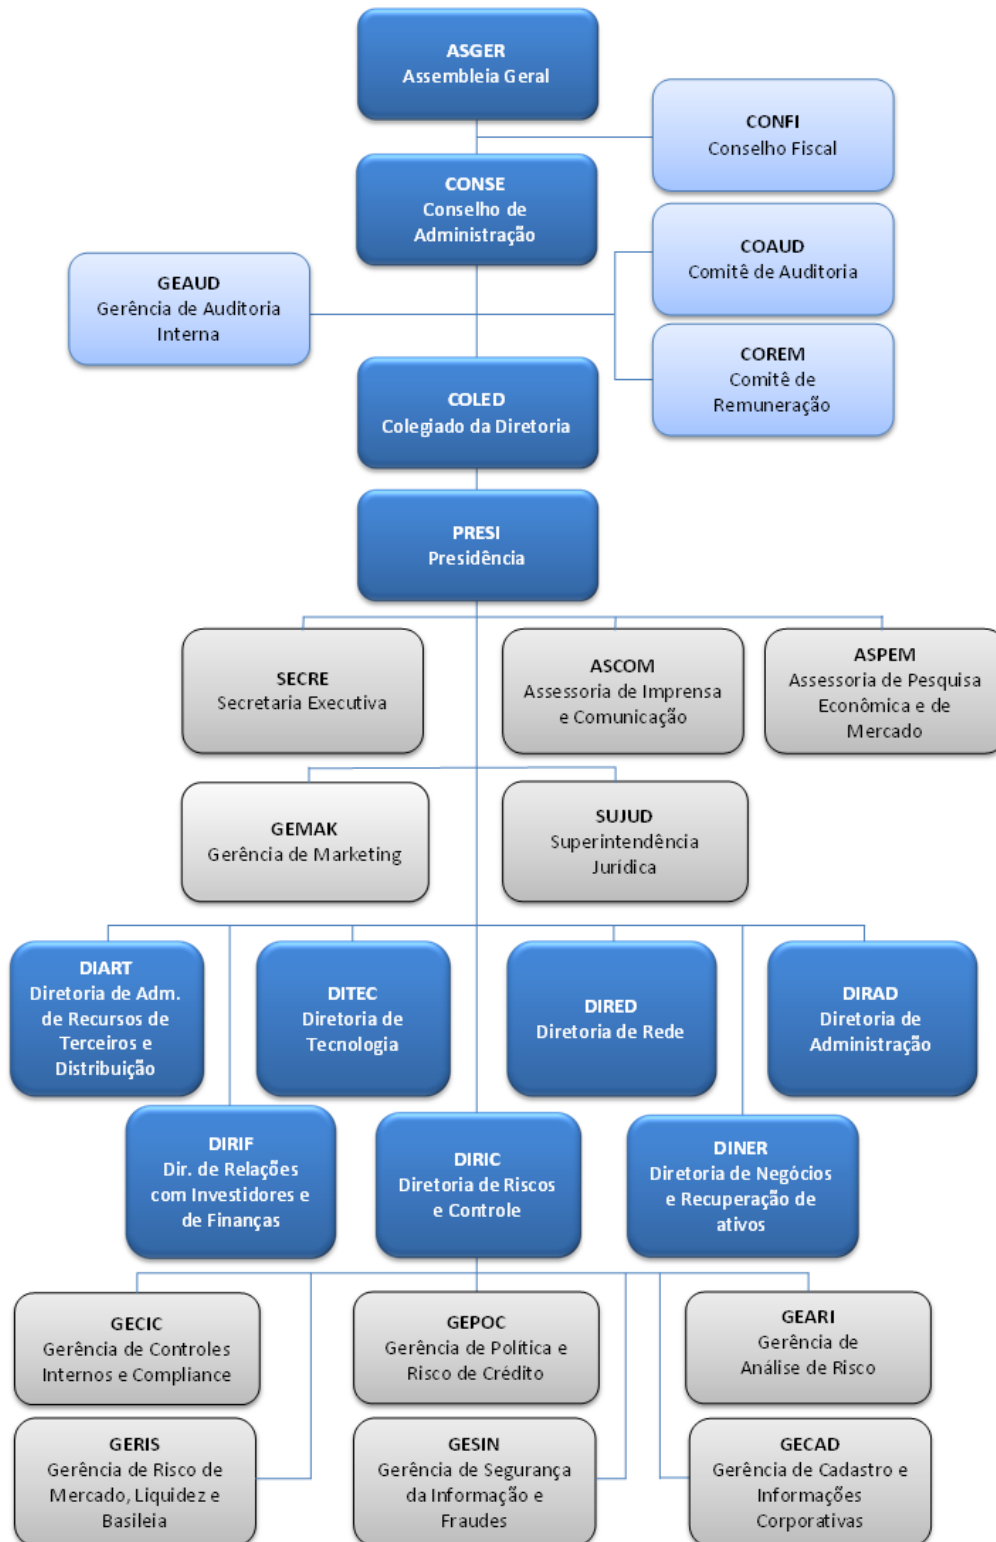 ASGER
Assembleia Geral
CONFI
Conselho Fiscal
CONSE
Conselho de
Administração
COAUD
Comitê de Auditoria
GEAUD
Gerência de Auditoria
Interna
COREM
Comitê de
Remuneração
COLED
Colegiado da Diretoria
PRESI
Presidência
SECRE
Secretaria Executiva
ASCOM
Assessoria de Imprensa
e Comunicação
ASPEM
Assessoria de Pesquisa
Econômica e de
Mercado
GEMAK
Gerência de Marketing
SUJUD
Superintendência
Jurídica
DIART
Diretoria de Adm.
de Recursos de
Terceiros e
Distribuição
DITEC
Diretoria de
Tecnologia
DIRED
Diretoria de Rede
DIRAD
Diretoria de
Administração
DIRIF
Dir. de Relações
com Investidores e
de Finanças
DIRIC
Diretoria de Riscos
e Controle
DINER
Diretoria de Negócios
e Recuperação de
ativos
GECIC
Gerência de Controles
Internos e Compliance
GEPOC
Gerência de Política e
Risco de Crédito
GEARI
Gerência de
Análise de Risco
GERIS
Gerência de Risco de
Mercado, Liquidez e
Basileia
GESIN
Gerência de Segurança
da Informação e
Fraudes
GECAD
Gerência de Cadastro e
Informações
Corporativas